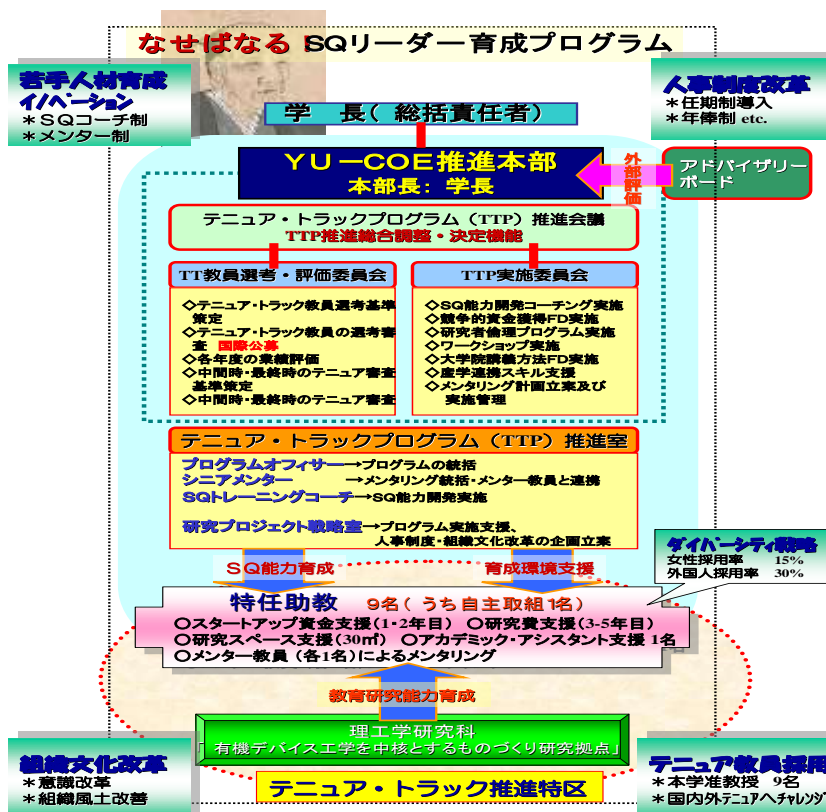 なせばなる！SQリーダー育成プログラム
若手人材育成
イノベーション
＊ＳＱコーチ制
＊メンター制
人事制度改革
＊任期制導入
＊年俸制 etc.
学　長（ 総括責任者）
ＹＵ－ＣＯＥ推進本部
本部長：学長
外部評価
アドバイザリー
ボード
テニュア・トラックプログラム（TTP）推進会議
TTP推進総合調整・決定機能
TT教員選考・評価委員会
◇テニュア・トラック教員選考基準
策定
◇テニュア・トラック教員の選考審
査 国際公募
◇各年度の業績評価
◇中間時・最終時のテニュア審査
基準策定
◇中間時・最終時のテニュア審査
TTP実施委員会
◇SQ能力開発コーチング実施
◇競争的資金獲得FD実施
◇研究者倫理プログラム実施
◇ワークショップ実施
◇大学院講義方法FD実施
◇産学連携スキル支援
◇メンタリング計画立案及び
実施管理
テニュア・トラックプログラム（TTP）推進室
プログラムオフィサー→プログラムの統括
シニアメンター　→メンタリング統括・メンター教員と連携
SQトレーニングコーチ→SQ能力開発実施
研究プロジェクト戦略室→プログラム実施支援、
人事制度・組織文化改革の企画立案
SQ能力育成
育成環境支援
ダイバーシティ戦略
女性採用率　15%
外国人採用率　30%
特任助教　9名（ うち自主取組1名）
○スタートアップ資金支援（1・2年目） ○研究費支援（3-5年目）
○研究スペース支援（30㎡） ○アカデミック・アシスタント支援 1名
○メンター教員（各1名）によるメンタリング
教育研究能力育成
理工学研究科
「有機デバイス工学を中核とするものづくり研究拠点」
組織文化改革
＊意識改革
＊組織風土改善
テニュア・トラック推進特区
テニュア教員採用
＊本学准教授　9名
＊国内外テニュアへチャレンジ